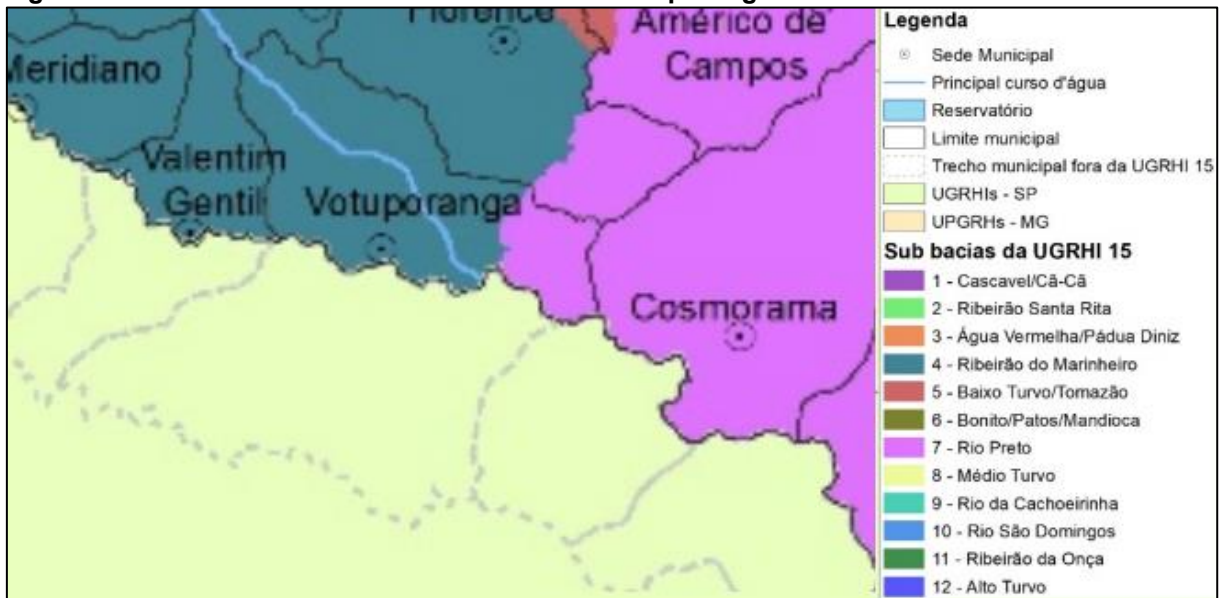 Florence
Américo de
Campos
Meridiano
Valentim
Gentil
Votuporanga
Cosmorama
Legenda
Sede Municipal
Principal curso d'água
Reservatório
Limite municipal
Trecho municipal fora da UGRHI 15
UGRHIs - SP
UPGRHs - MG
Sub bacias da UGRHI 15
1 - Cascavel/Cã-Cã
2 - Ribeirão Santa Rita
3 - Água Vermelha/Pádua Diniz
4 - Ribeirão do Marinheiro
5 - Baixo Turvo/Tomazão
6 - Bonito/Patos/Mandioca
7 - Rio Preto
8 - Médio Turvo
9 - Rio da Cachoeirinha
10 - Rio São Domingos
11 - Ribeirão da Onça
12 - Alto Turvo